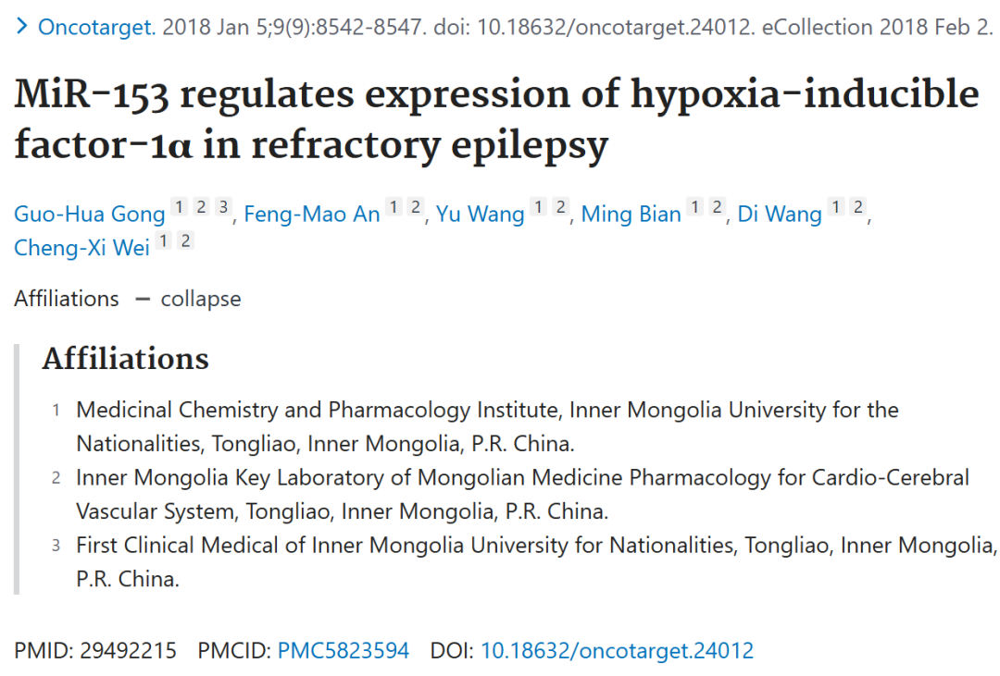 Oncotarget. 2018 Jan 5;9(9):8542-8547. doi: 10.18632/oncotarget.24012. eCollection 2018 Feb 2.
MiR-153 regulates expression of hypoxia-inducible
factor-1α in refractory epilepsy
Guo-Hua Gong 1 2 3, Feng-Mao An 1 2, Yu Wang 1 2, Ming Bian 1 2, Di Wang 1 2,
Cheng-Xi Wei 1 2
Affiliations — collapse
Affiliations
1 Medicinal Chemistry and Pharmacology Institute, Inner Mongolia University for the
Nationalities, Tongliao, Inner Mongolia, P.R. China.
2 Inner Mongolia Key Laboratory of Mongolian Medicine Pharmacology for Cardio-Cerebral
Vascular System, Tongliao, Inner Mongolia, P.R. China.
3 First Clinical Medical of Inner Mongolia University for Nationalities, Tongliao, Inner Mongolia,
P.R. China.
PMID: 29492215 PMCID: PMC5823594 DOI: 10.18632/oncotarget.24012